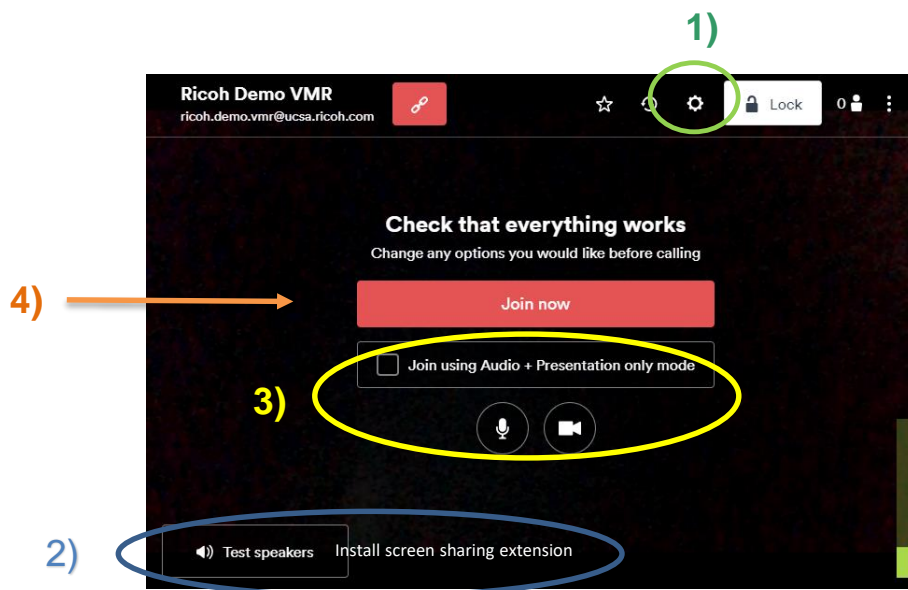 1)
Ricoh Demo VMR
ricoh.demo.vmr@ucsa.ricoh.com
Lock
0
Check that everything works
Change any options you would like before calling
4)
Join now
Join using Audio + Presentation only mode
3)
2)
Test speakers
Install screen sharing extension